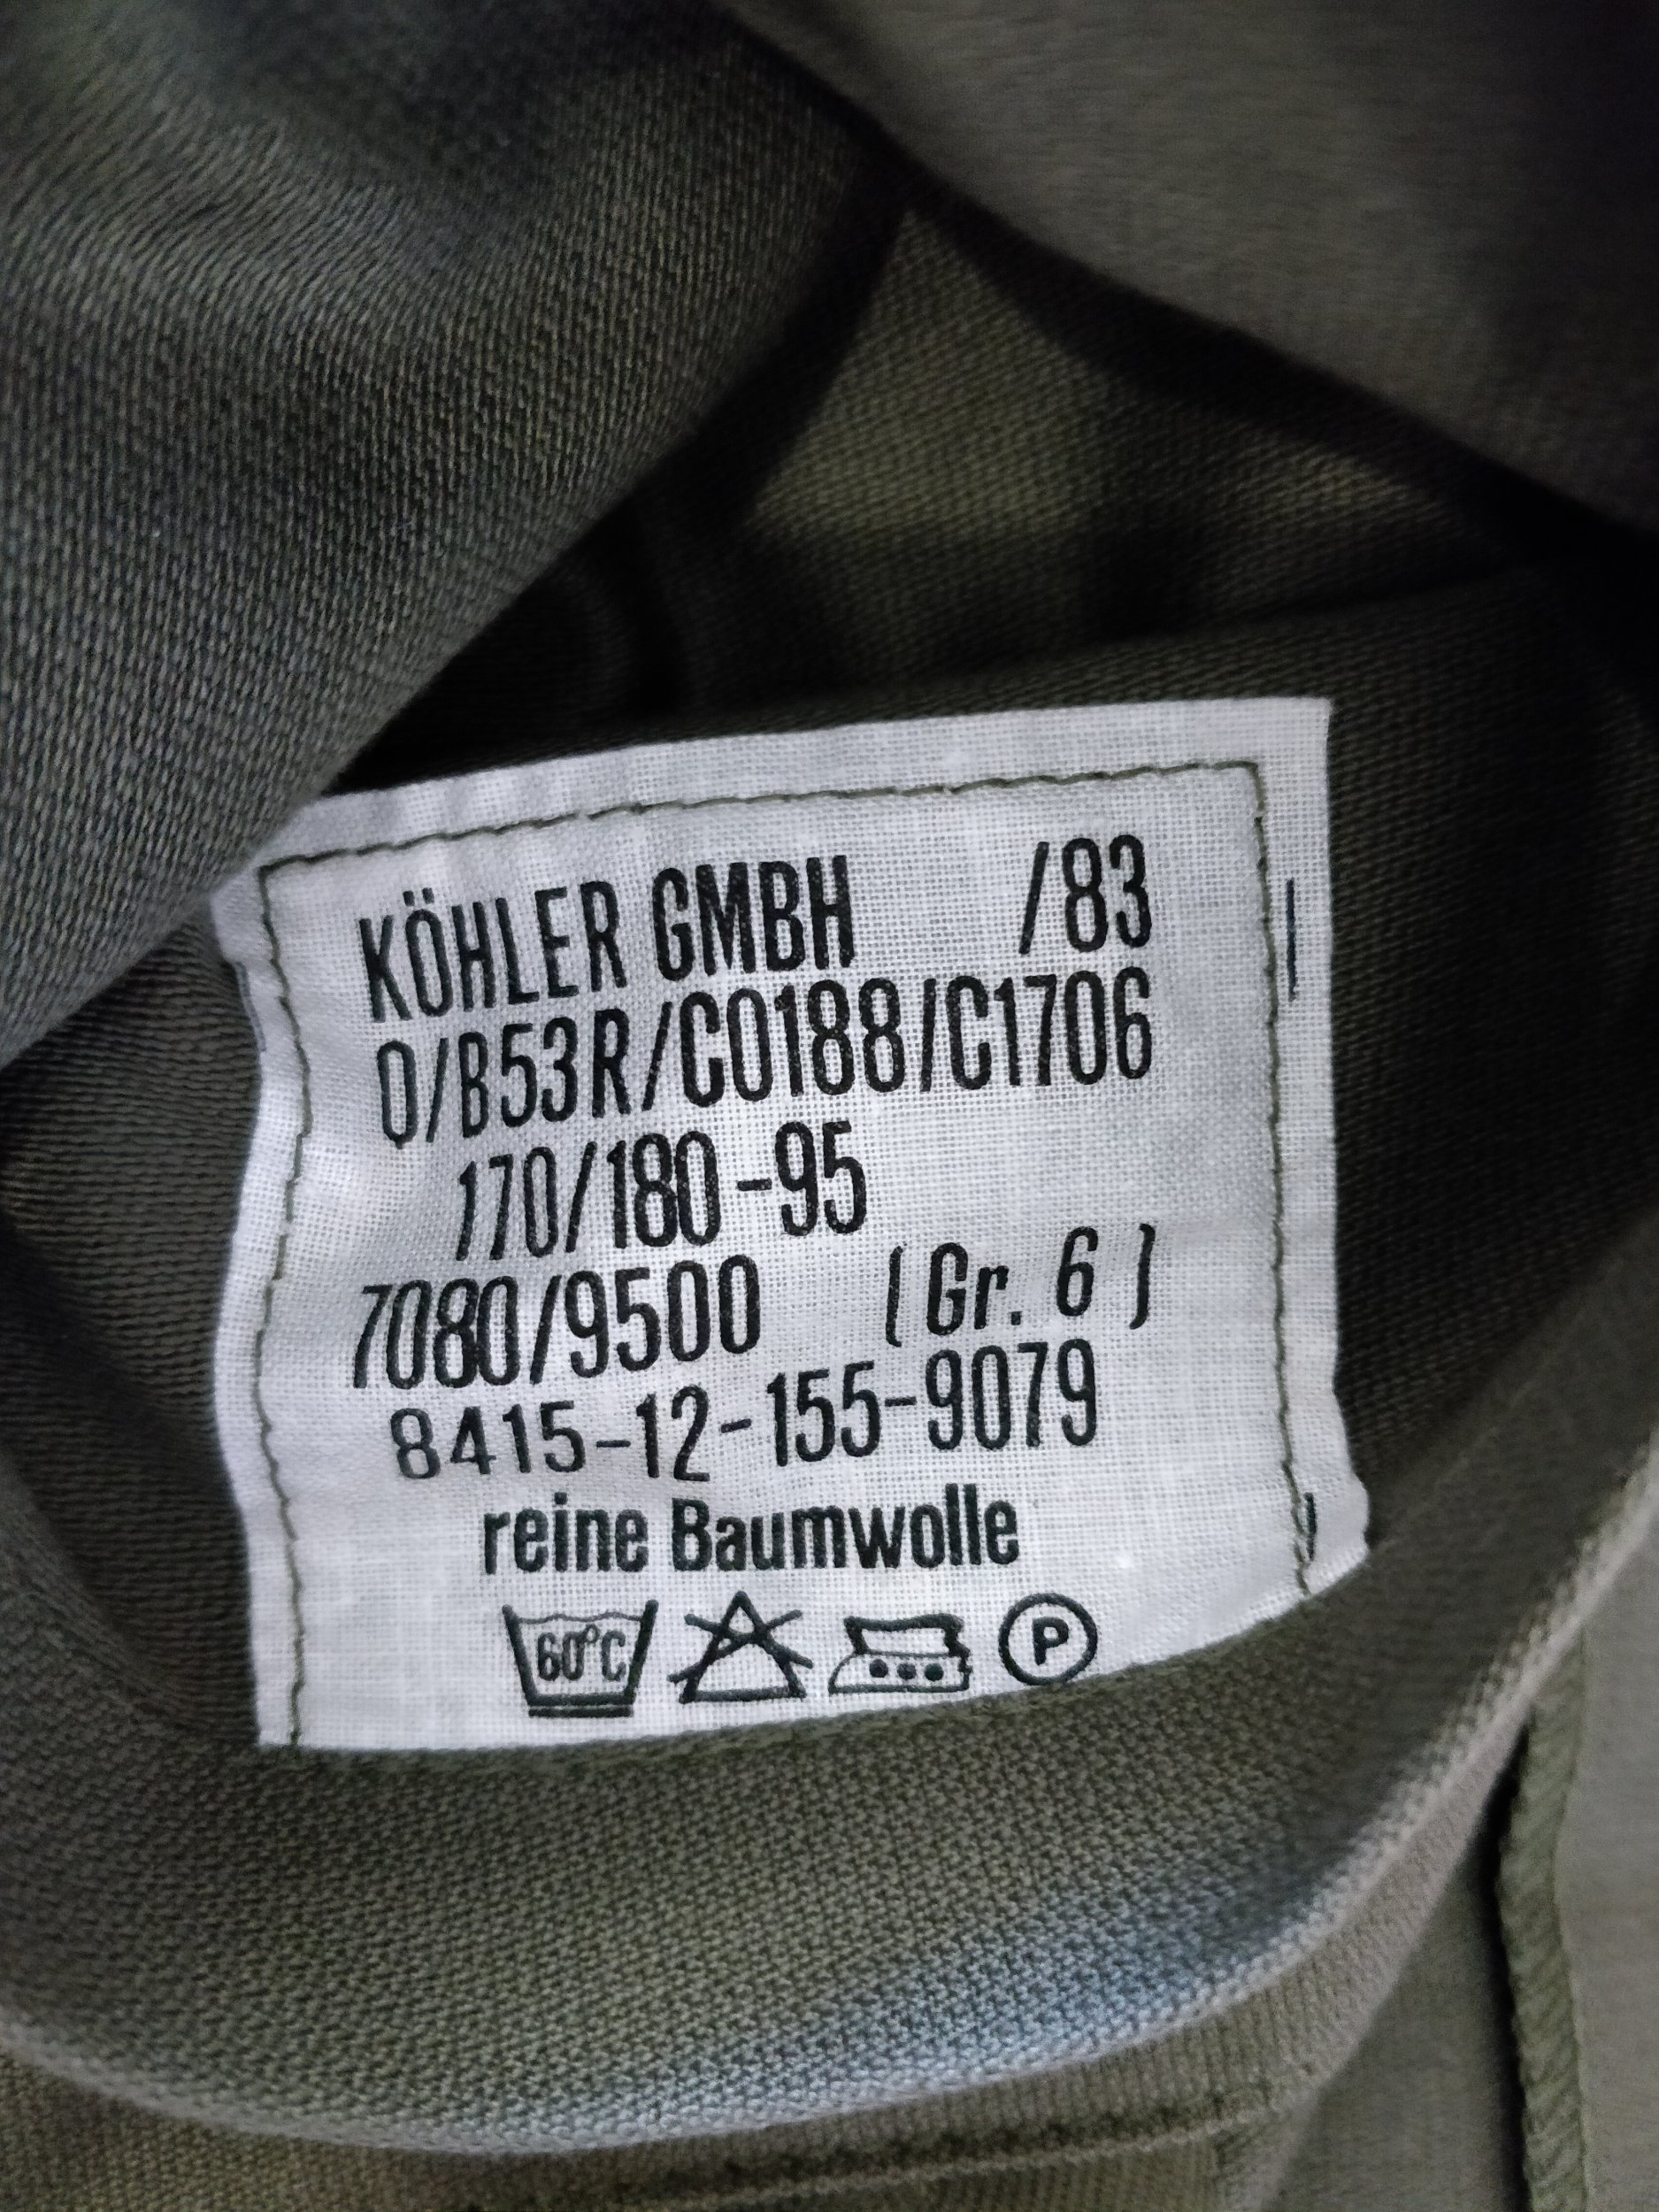 KÖHLER GMBH /83
0/B53R/C0188/C1706
170/180-95
7080/9500 (Gr. 6)
8415-12-155-9079
reine Baumwolle
60°C A P